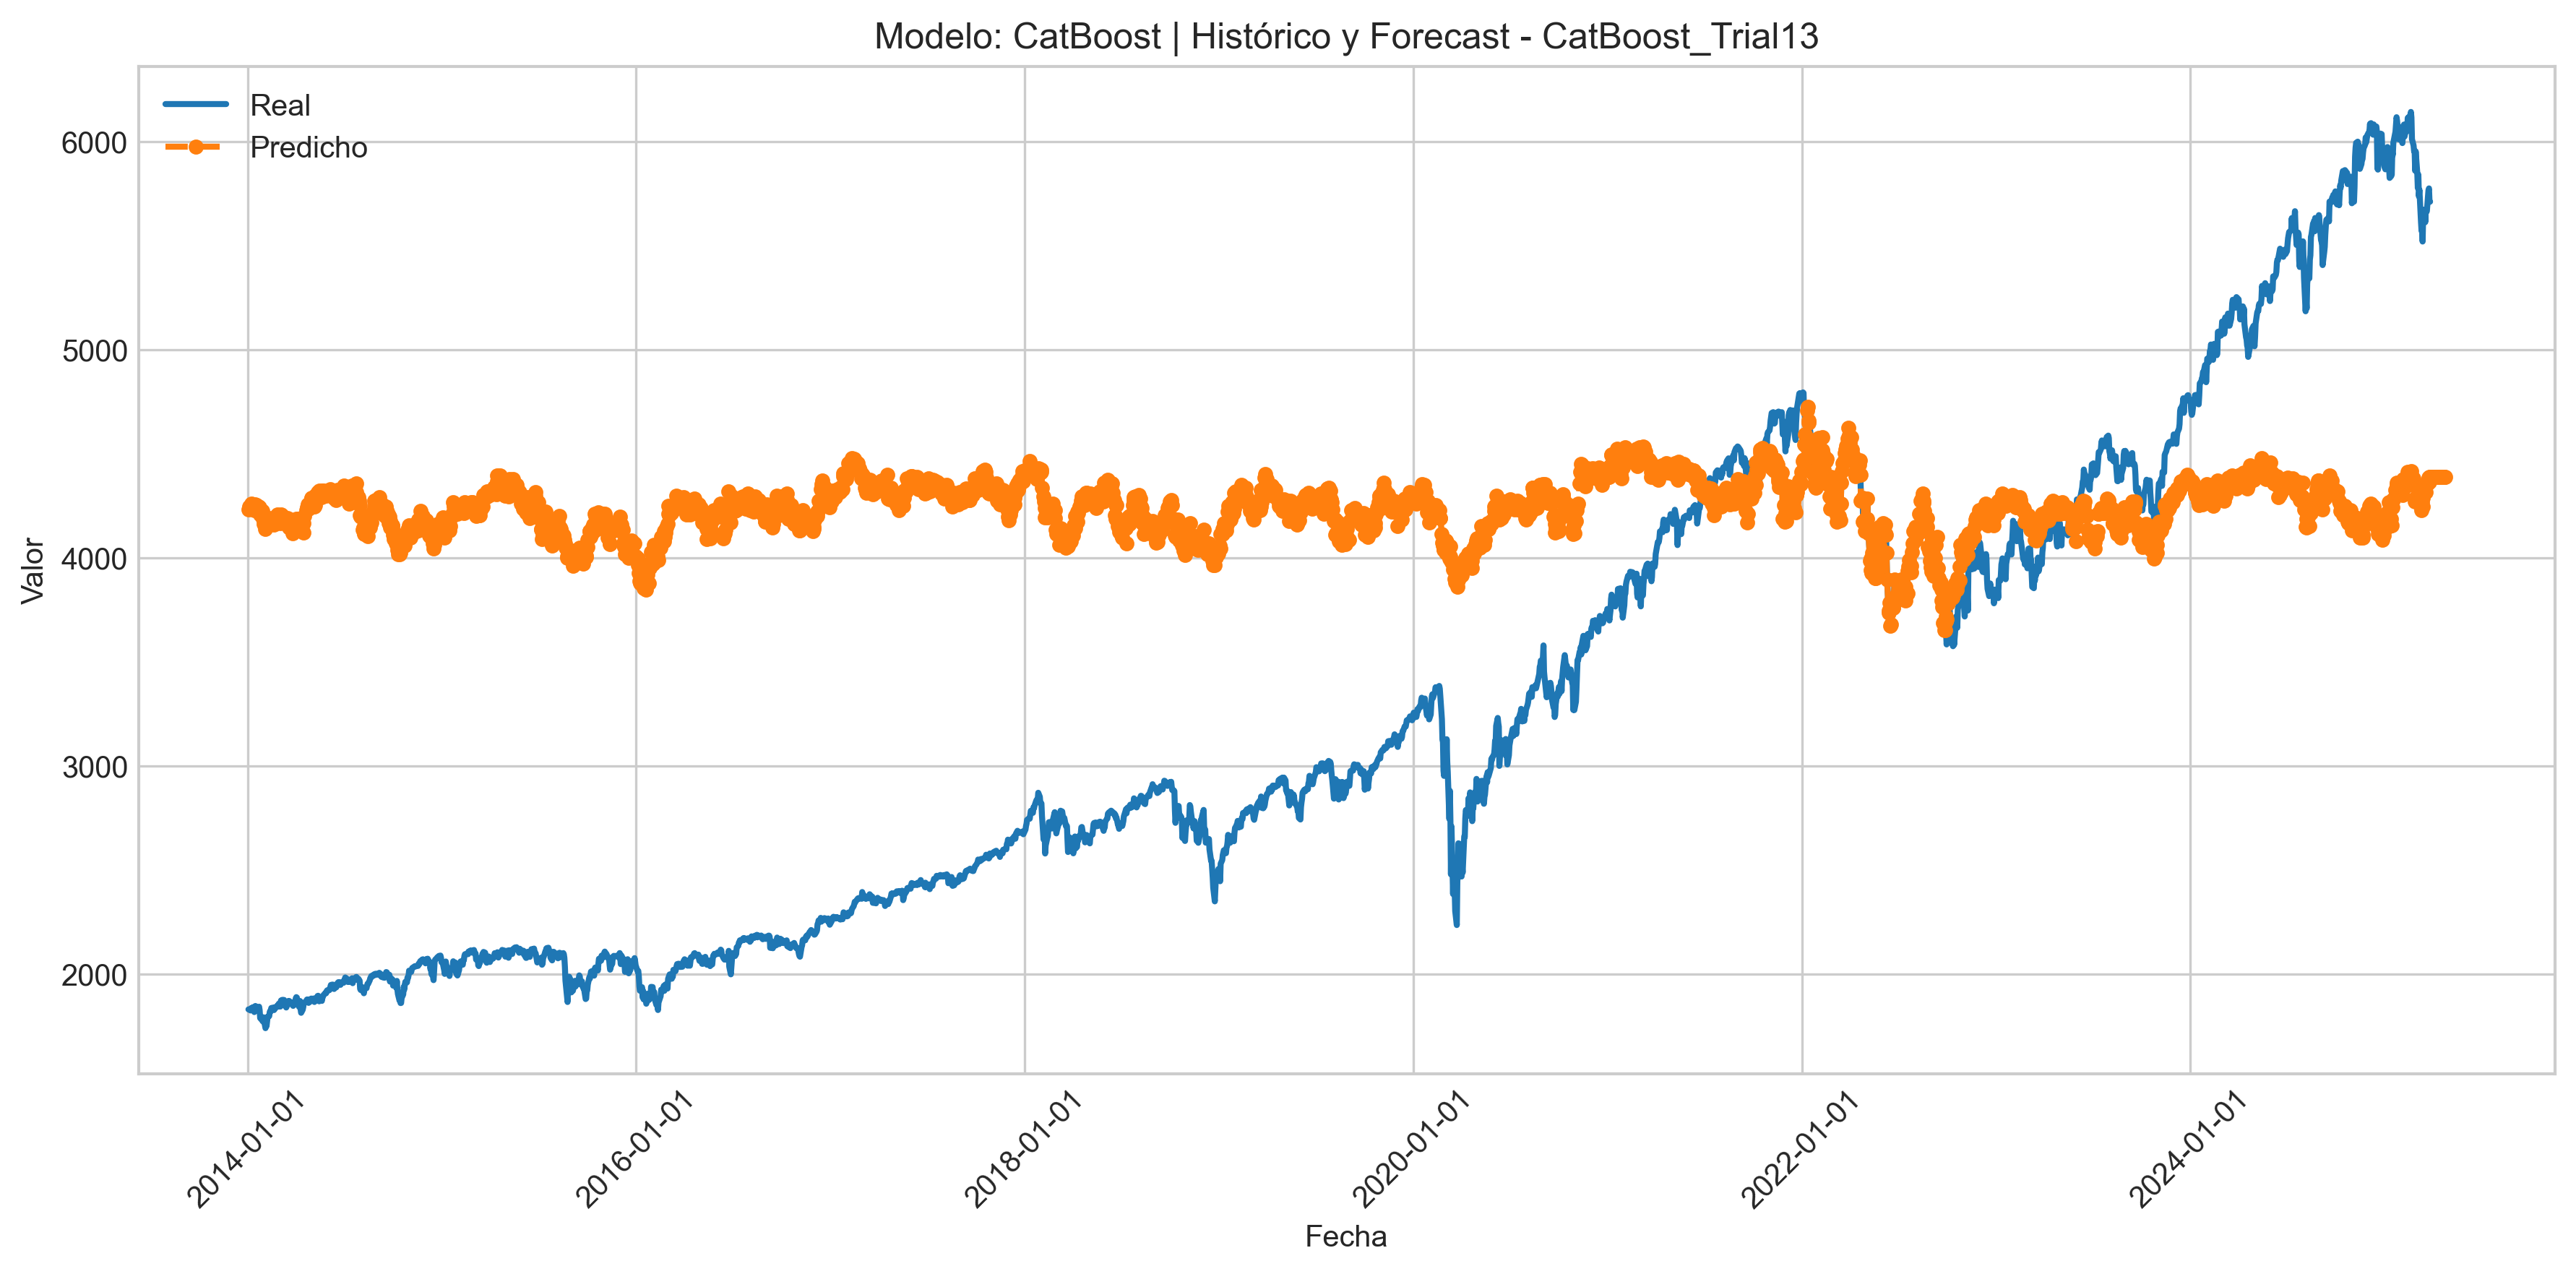 Modelo: CatBoost | Histórico y Forecast - CatBoost_Trial13
Real
Predicho
6000
5000
4000
3000
2000
Valor
2014-01-01
2016-01-01
2018-01-01
2020-01-01
2022-01-01
2024-01-01
Fecha